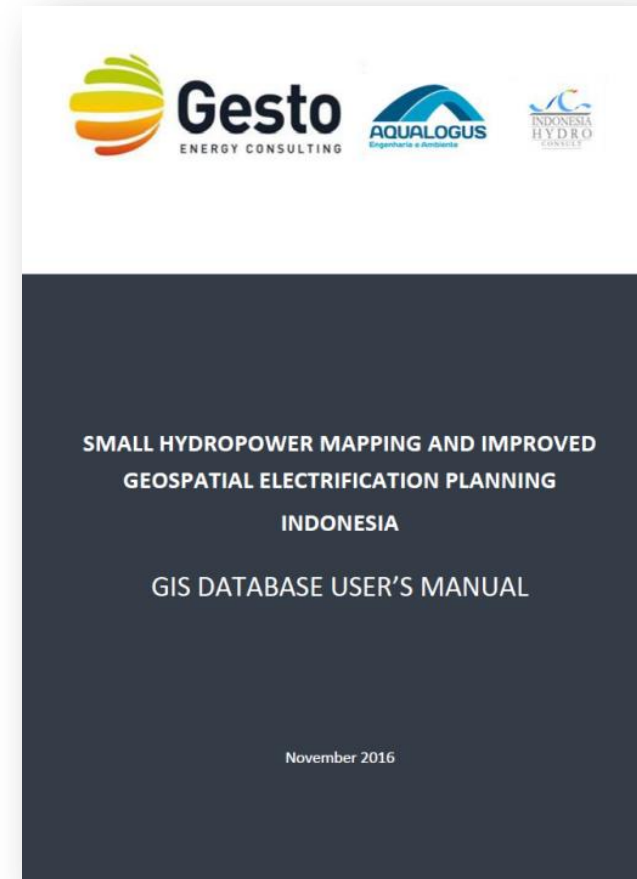 Gesto
ENERGY CONSULTING
AQUALOGUS
Engenharia e Ambiente
INDONESIA
HYDRO
CONSULT
SMALL HYDROPOWER MAPPING AND IMPROVED
GEOSPATIAL ELECTRIFICATION PLANNING
INDONESIA
GIS DATABASE USER’S MANUAL
November 2016